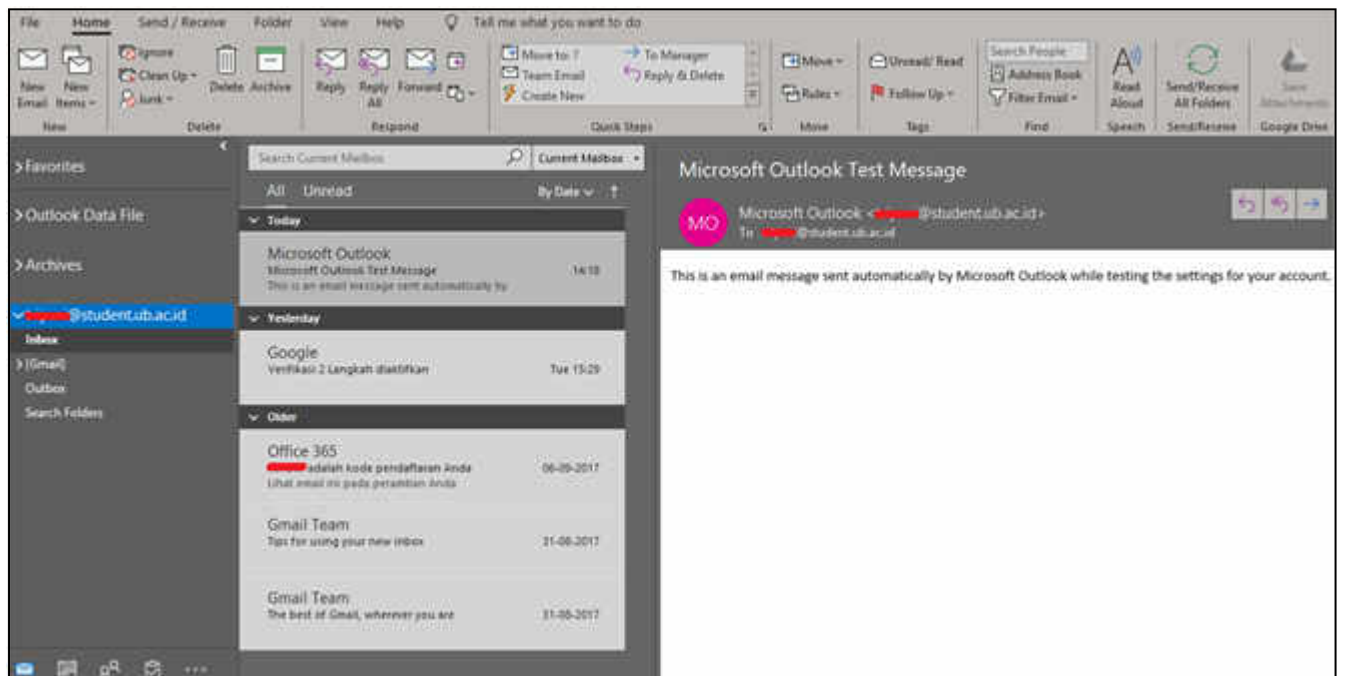 File Home Send / Receive Folder View Help Tell me what you want to do
New Email
New Items
Ignore
Clean Up
Junk
Delete
Archive
Reply
Reply All
Forward
Move to: ?
Team Email
Create New
To Manager
Reply & Delete
Move
Rules
Unread/ Read
Follow Up
Search People
Address Book
Filter Email
Read Aloud
Send/Receive All Folders
Save Attachments
New Delete Respond Quick Steps Move Tags Find Speech Send/Receive Google Drive
Favorites
Outlook Data File
Archives
@student.ub.ac.id
Inbox
[Gmail]
Outbox
Search Folders
Search Current Mailbox Current Mailbox
All Unread By Date
Today
Microsoft Outlook
Microsoft Outlook Test Message 14:18
This is an email message sent automatically by
Yesterday
Google
Verifikasi 2 Langkah diaktifkan Tue 15:29
Older
Office 365
adalah kode pendaftaran Anda 06-09-2017
Lihat email ini pada peramban Anda
Gmail Team
Tips for using your new inbox 31-08-2017
Gmail Team
The best of Gmail, wherever you are 31-08-2017
Microsoft Outlook Test Message
MO
Microsoft Outlook < @student.ub.ac.id>
To @student.ub.ac.id
This is an email message sent automatically by Microsoft Outlook while testing the settings for your account.